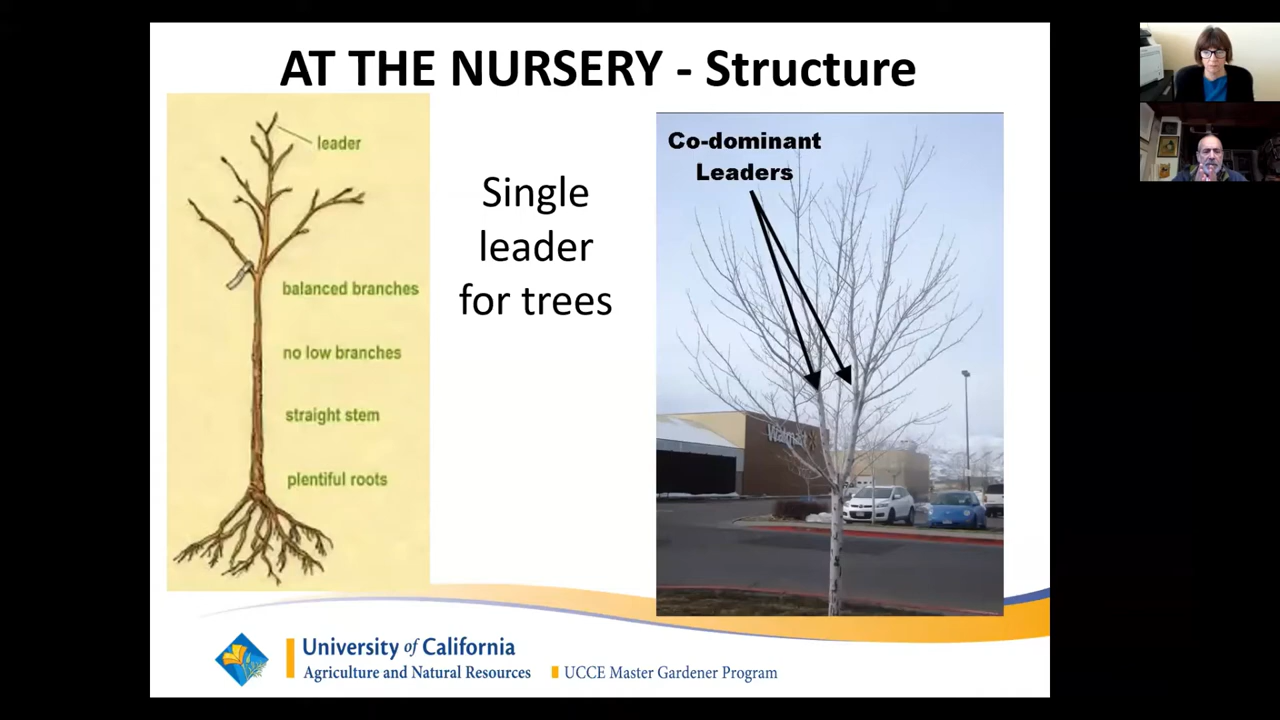 AT THE NURSERY - Structure
leader
balanced branches
no low branches
straight stem
plentiful roots
Single
leader
for trees
Co-dominant
Leaders
Walmart
University of California
Agriculture and Natural Resources
UCCE Master Gardener Program